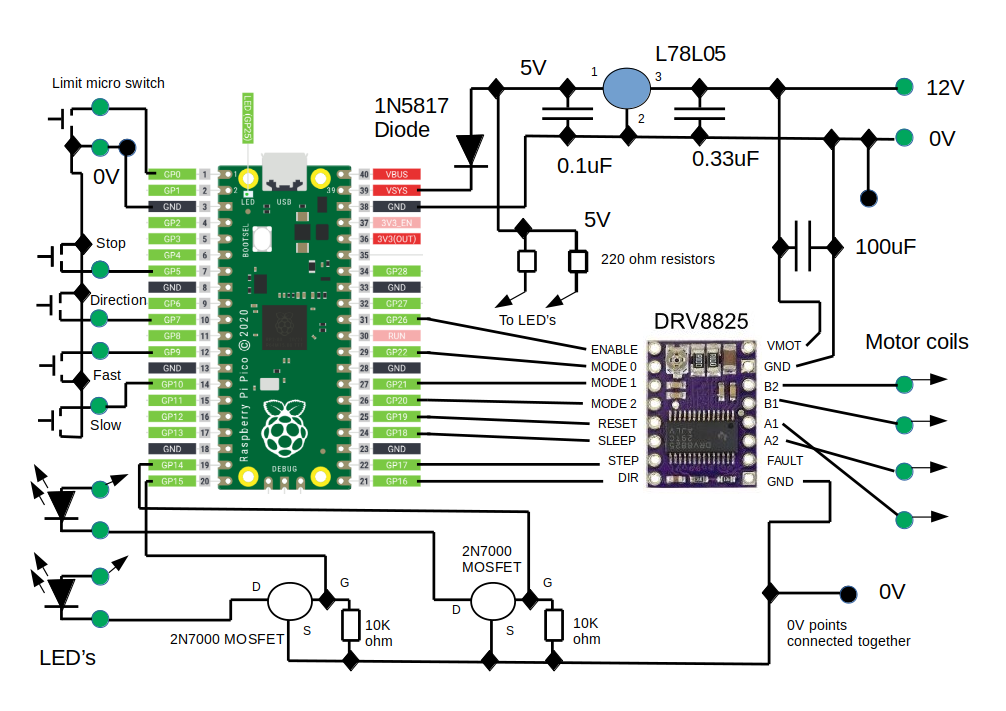 L78L05
5V
1
3
12V
Limit micro switch
LED (GP25)
1N5817
Diode
2
0V
0.1uF
0.33uF
0V
GP0 1
GP1 2
GND 3
GP2 4
GP3 5
GP4 6
GP5 7
GND 8
GP6 9
GP7 10
GP8 11
GP9 12
GND 13
GP10 14
GP11 15
GP12 16
GP13 17
GND 18
GP14 19
GP15 20
1
2
39
LED
USB
BOOTSEL
Raspberry Pi Pico © 2020
DEBUG
40 VBUS
39 VSYS
38 GND
37 3V3_EN
36 3V3(OUT)
35
34 GP28
33 GND
32 GP27
31 GP26
30 RUN
29 GP22
28 GND
27 GP21
26 GP20
25 GP19
24 GP18
23 GND
22 GP17
21 GP16
Stop
Direction
Fast
Slow
5V
220 ohm resistors
To LED's
100uF
DRV8825
Motor coils
ENABLE
MODE 0
MODE 1
MODE 2
RESET
SLEEP
STEP
DIR
VMOT
GND
B2
B1
A1
A2
FAULT
GND
2N7000
MOSFET
D
G
S
10K
ohm
2N7000 MOSFET
D
G
S
10K
ohm
0V
0V points
connected together
LED's